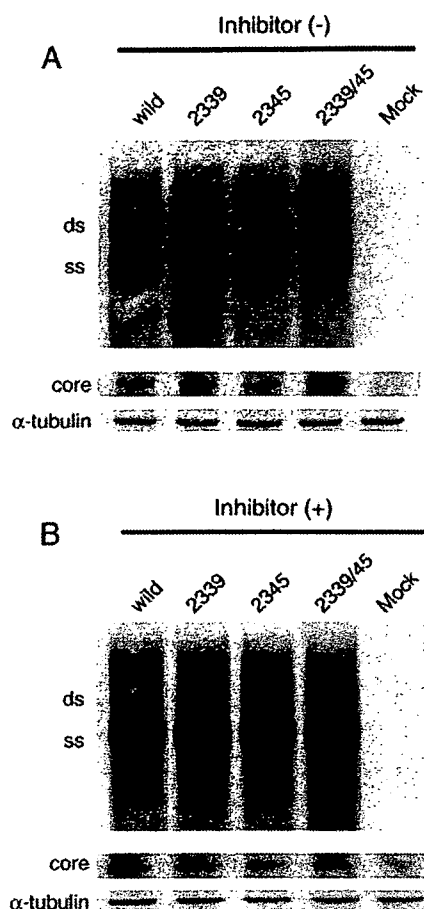 Inhibitor (-)
A
wild 2339 2345 2339/45 Mock
ds
ss
core
α-tubulin
Inhibitor (+)
B
wild 2339 2345 2339/45 Mock
ds
ss
core
α-tubulin